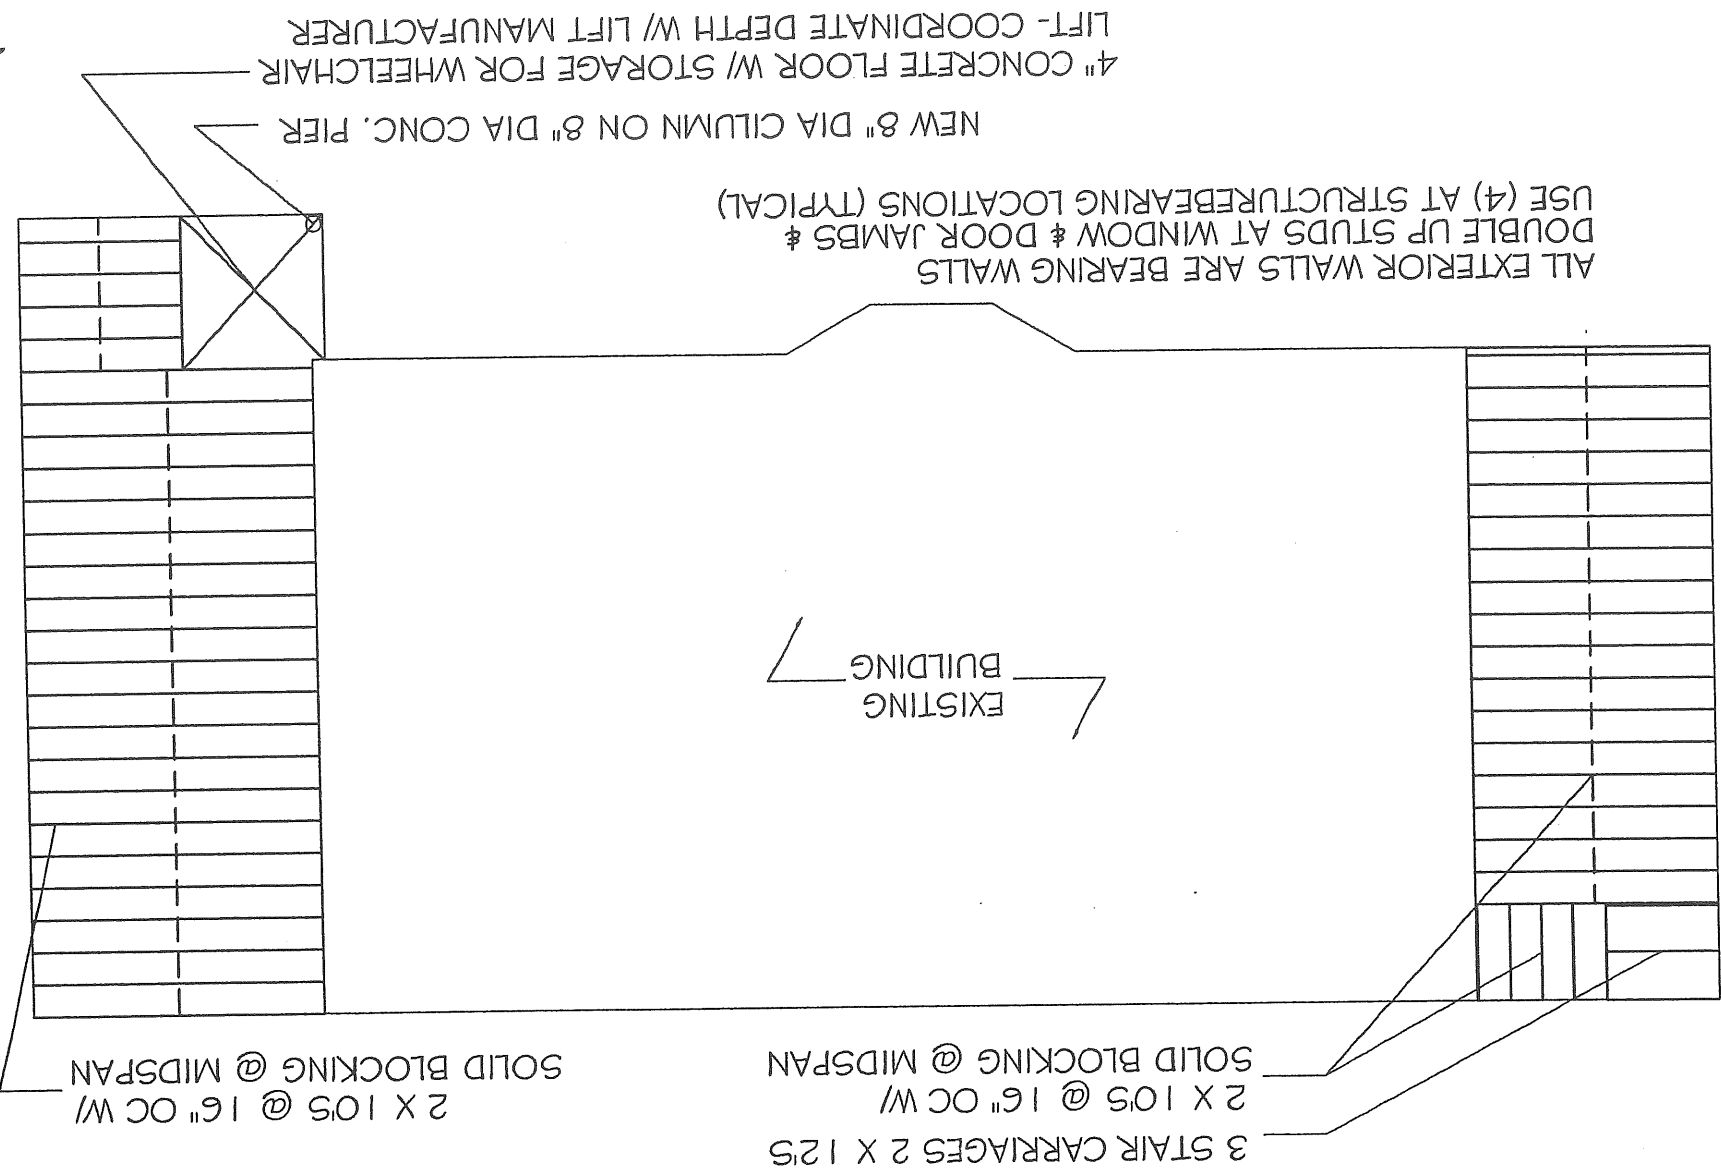 3 STAIR CARRIAGES 2 X 12'S
2 X 10'S @ 16" OC W/
SOLID BLOCKING @ MIDSPAN
2 X 10'S @ 16" OC W/
SOLID BLOCKING @ MIDSPAN
EXISTING
BUILDING
ALL EXTERIOR WALLS ARE BEARING WALLS
DOUBLE UP STUDS AT WINDOW & DOOR JAMBS &
USE (4) AT STRUCTUREBEARING LOCATIONS (TYPICAL)
NEW 8" DIA CILUMN ON 8" DIA CONC. PIER
4" CONCRETE FLOOR W/ STORAGE FOR WHEELCHAIR
LIFT- COORDINATE DEPTH W/ LIFT MANUFACTURER